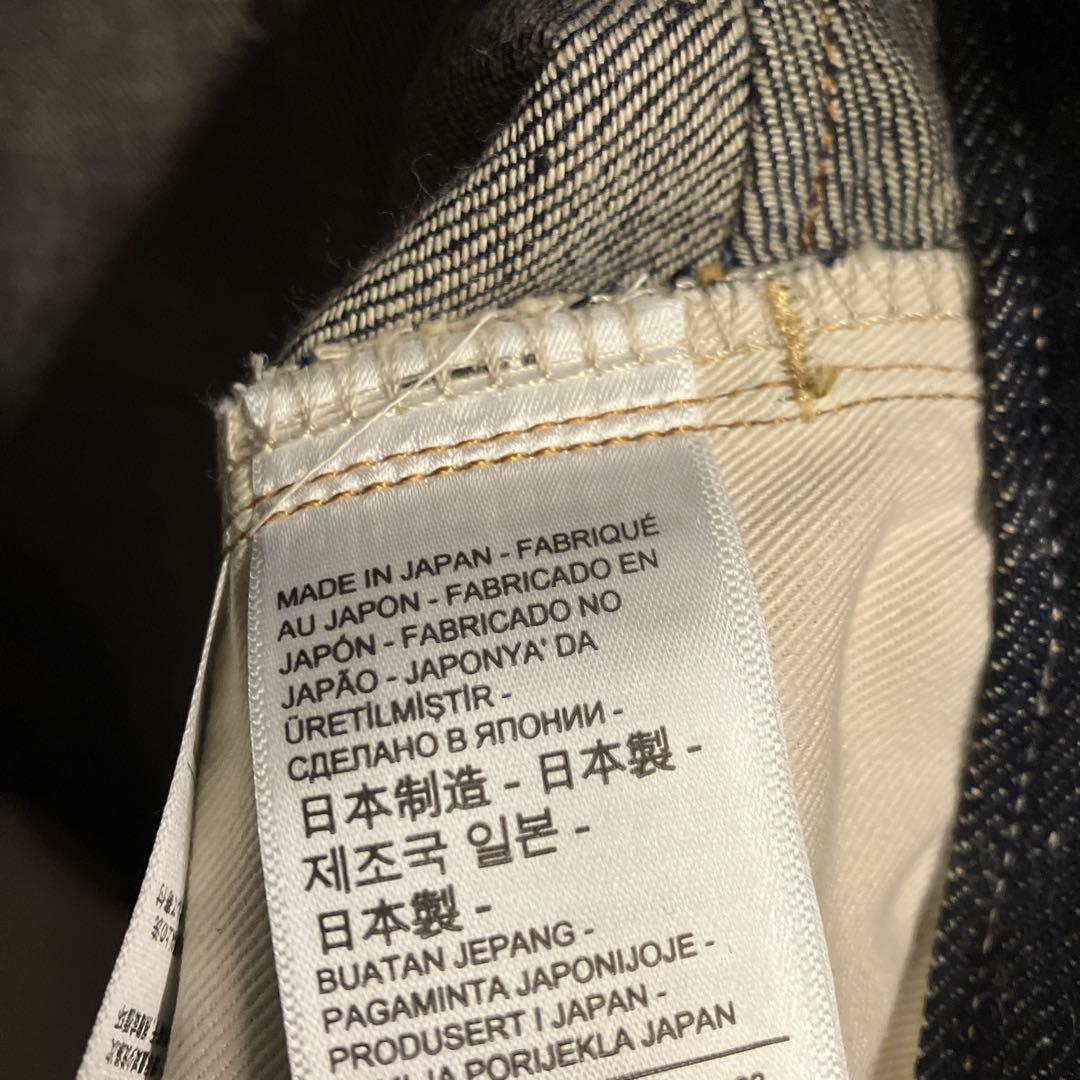 MADE IN JAPAN - FABRIQUÉ
AU JAPON - FABRICADO EN
JAPÓN - FABRICADO NO
JAPÃO - JAPONYA' DA
ÜRETİLMİŞTİR -
СДЕЛАНО В ЯПОНИИ -
日本制造 - 日本製 -
제조국 일본 -
日本製 -
BUATAN JEPANG -
PAGAMINTA JAPONIJOJE -
PRODUSERT I JAPAN -
PORIJEKLA JAPAN